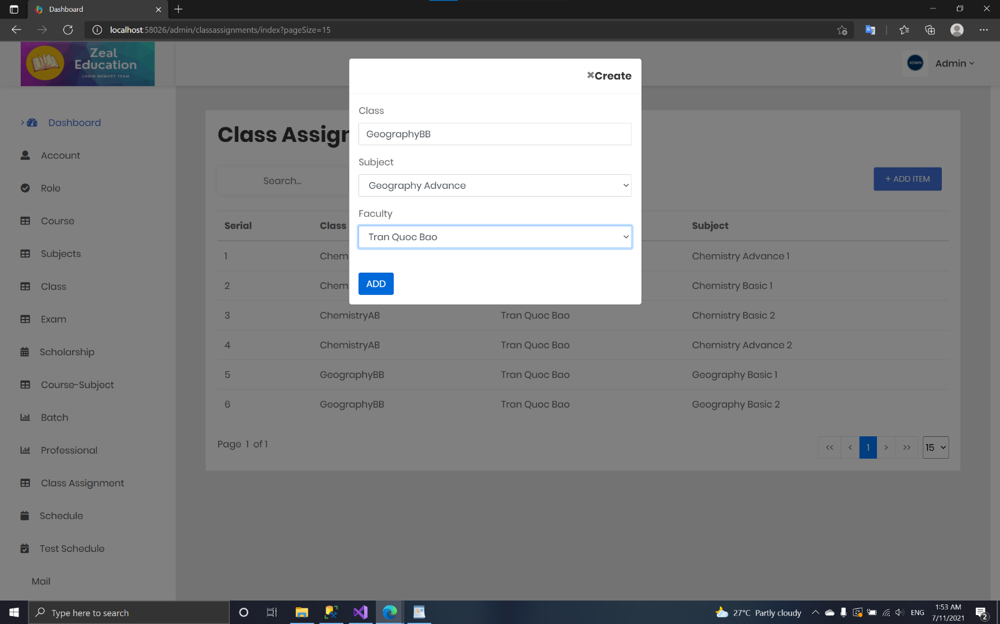 Dashboard
localhost:58026/admin/classassignments/index?pageSize=15
Zeal
Education
LOGIN MEMORY TEAM
ADMIN
Admin
Dashboard
Account
Role
Course
Subjects
Class
Exam
Scholarship
Course-Subject
Batch
Professional
Class Assignment
Schedule
Test Schedule
Mail
Class Assign
Search...
+ ADD ITEM
×Create
Class
GeographyBB
Subject
Geography Advance
Faculty
Tran Quoc Bao
ADD
Serial Class Subject
1 Chem Chemistry Advance 1
2 Chem Chemistry Basic 1
3 ChemistryAB Tran Quoc Bao Chemistry Basic 2
4 ChemistryAB Tran Quoc Bao Chemistry Advance 2
5 GeographyBB Tran Quoc Bao Geography Basic 1
6 GeographyBB Tran Quoc Bao Geography Basic 2
Page 1 of 1
<< < 1 > >> 15
Type here to search
27°C Partly cloudy
ENG
1:53 AM
7/11/2021
2